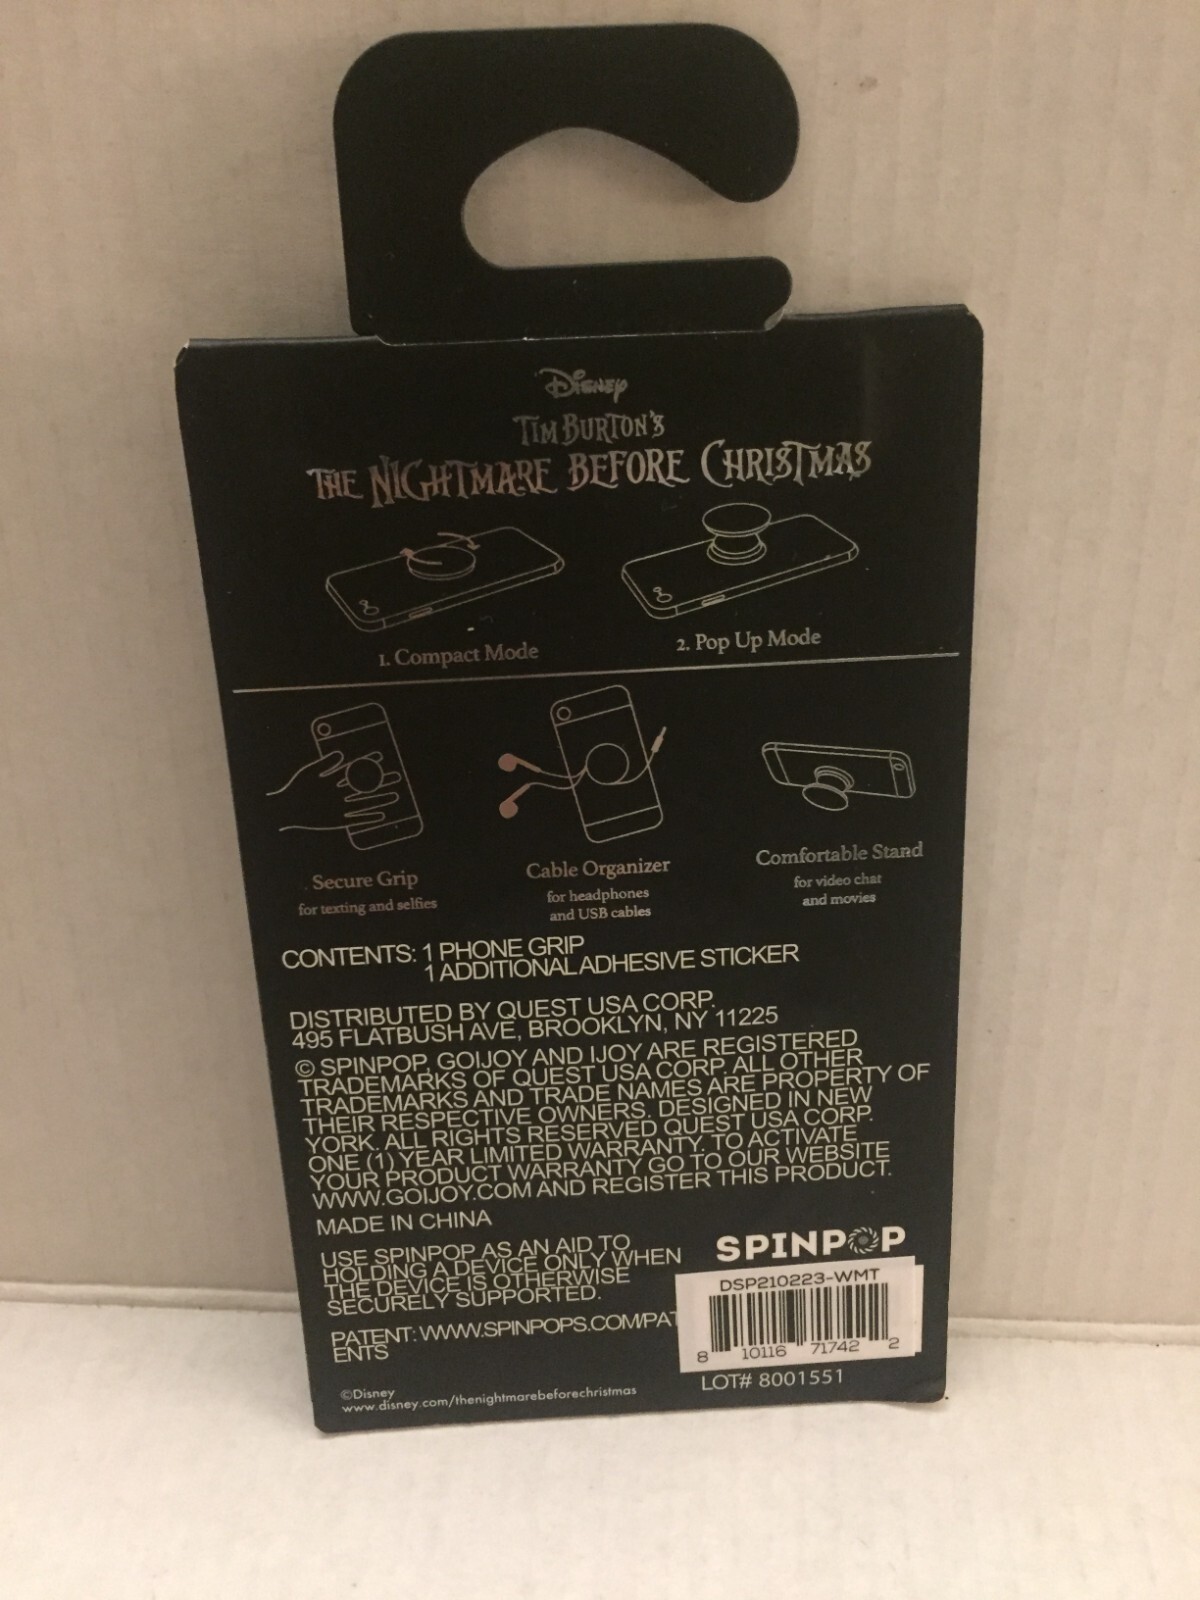 Disney
TIM BURTON'S
THE NIGHTMARE BEFORE CHRISTMAS
1. Compact Mode
2. Pop Up Mode
Secure Grip
for texting and selfies
Cable Organizer
for headphones
and USB cables
Comfortable Stand
for video chat
and movies
CONTENTS: 1 PHONE GRIP
1 ADDITIONAL ADHESIVE STICKER
DISTRIBUTED BY QUEST USA CORP.
495 FLATBUSH AVE, BROOKLYN, NY 11225
© SPINPOP, GOIJOY AND IJOY ARE REGISTERED
TRADEMARKS OF QUEST USA CORP. ALL OTHER
TRADEMARKS AND TRADE NAMES ARE PROPERTY OF
THEIR RESPECTIVE OWNERS. DESIGNED IN NEW
YORK. ALL RIGHTS RESERVED QUEST USA CORP.
ONE (1) YEAR LIMITED WARRANTY. TO ACTIVATE
YOUR PRODUCT WARRANTY GO TO OUR WEBSITE
WWW.GOIJOY.COM AND REGISTER THIS PRODUCT.
MADE IN CHINA
USE SPINPOP AS AN AID TO
HOLDING A DEVICE ONLY WHEN
THE DEVICE IS OTHERWISE
SECURELY SUPPORTED.
PATENT: WWW.SPINPOPS.COM/PAT
ENTS
©Disney
www.disney.com/thenightmarebeforechristmas
SPINPOP
DSP210223-WMT
8 10116 71742 2
LOT# 8001551